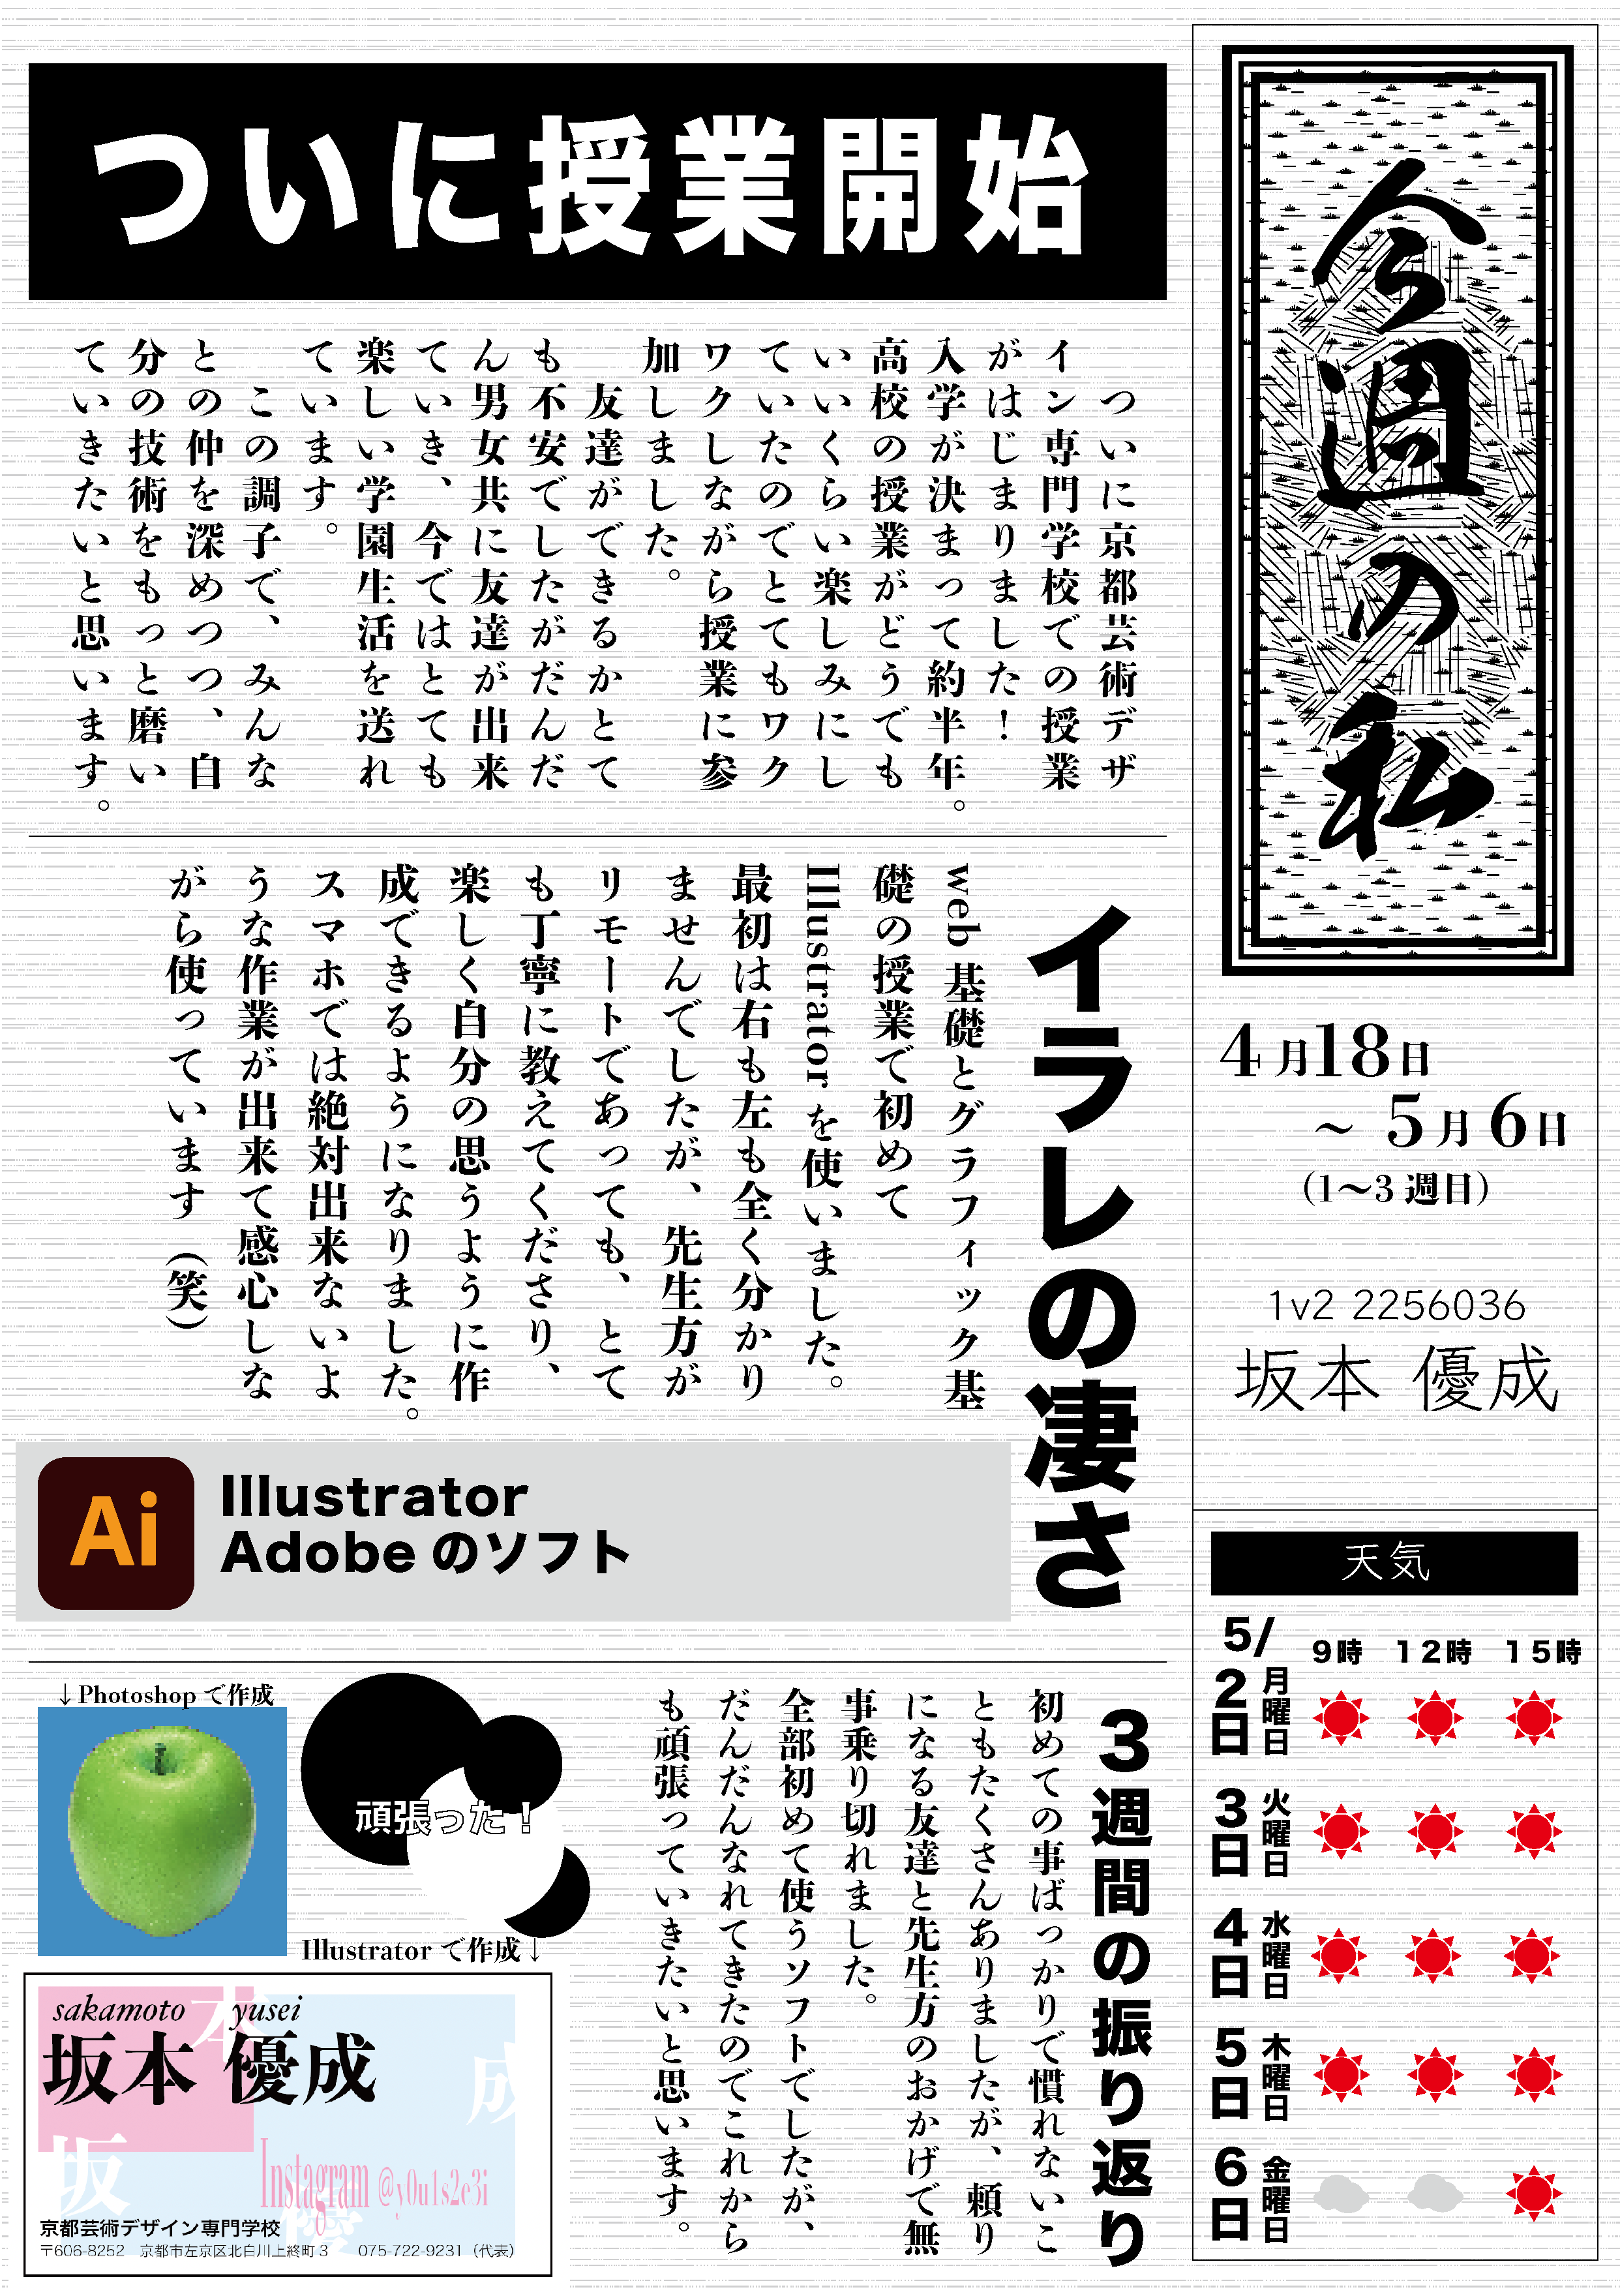 今週の私
4月18日
～ 5月6日
(1～3 週目)
1v2 2256036
坂本 優成
ついに授業開始
　ついに京都芸術デザ
イン専門学校での授業
がはじまりました！
入学が決まって約半年。
高校の授業がどうでも
いいくらい楽しみにし
ていたのでとてもワク
ワクしながら授業に参
加しました。
　友達ができるかとて
も不安でしたがだんだ
ん男女共に友達が出来
ていき、今ではとても
楽しい学園生活を送れ
ています。
　この調子で、みんな
との仲を深めつつ、自
分の技術をもっと磨い
ていきたいと思います。
イラレの凄さ
web 基礎とグラフィック基
礎の授業で初めて
Illustrator を使いました。
最初は右も左も全く分かり
ませんでしたが、先生方が
リモートであっても、とて
も丁寧に教えてくださり、
楽しく自分の思うように作
成できるようになりました。
スマホでは絶対出来ないよ
うな作業が出来て感心しな
がら使っています（笑）
Ai
Illustrator
Adobe のソフト
3週間の振り返り
初めての事ばっかりで慣れないこ
ともたくさんありましたが、頼り
になる友達と先生方のおかげで無
事乗り切れました。
全部初めて使うソフトでしたが、
だんだんなれてきたのでこれから
も頑張っていきたいと思います。
↓Photoshop で作成
頑張った！
Illustrator で作成↓
sakamoto yusei
坂本 優成
坂
本
優
成
Instagram @y0u1s2e3i
京都芸術デザイン専門学校
〒606-8252 京都市左京区北白川上終町 3 075-722-9231（代表）
天気
5/ 9時 12時 15時
2日 月曜日
3日 火曜日
4日 水曜日
5日 木曜日
6日 金曜日